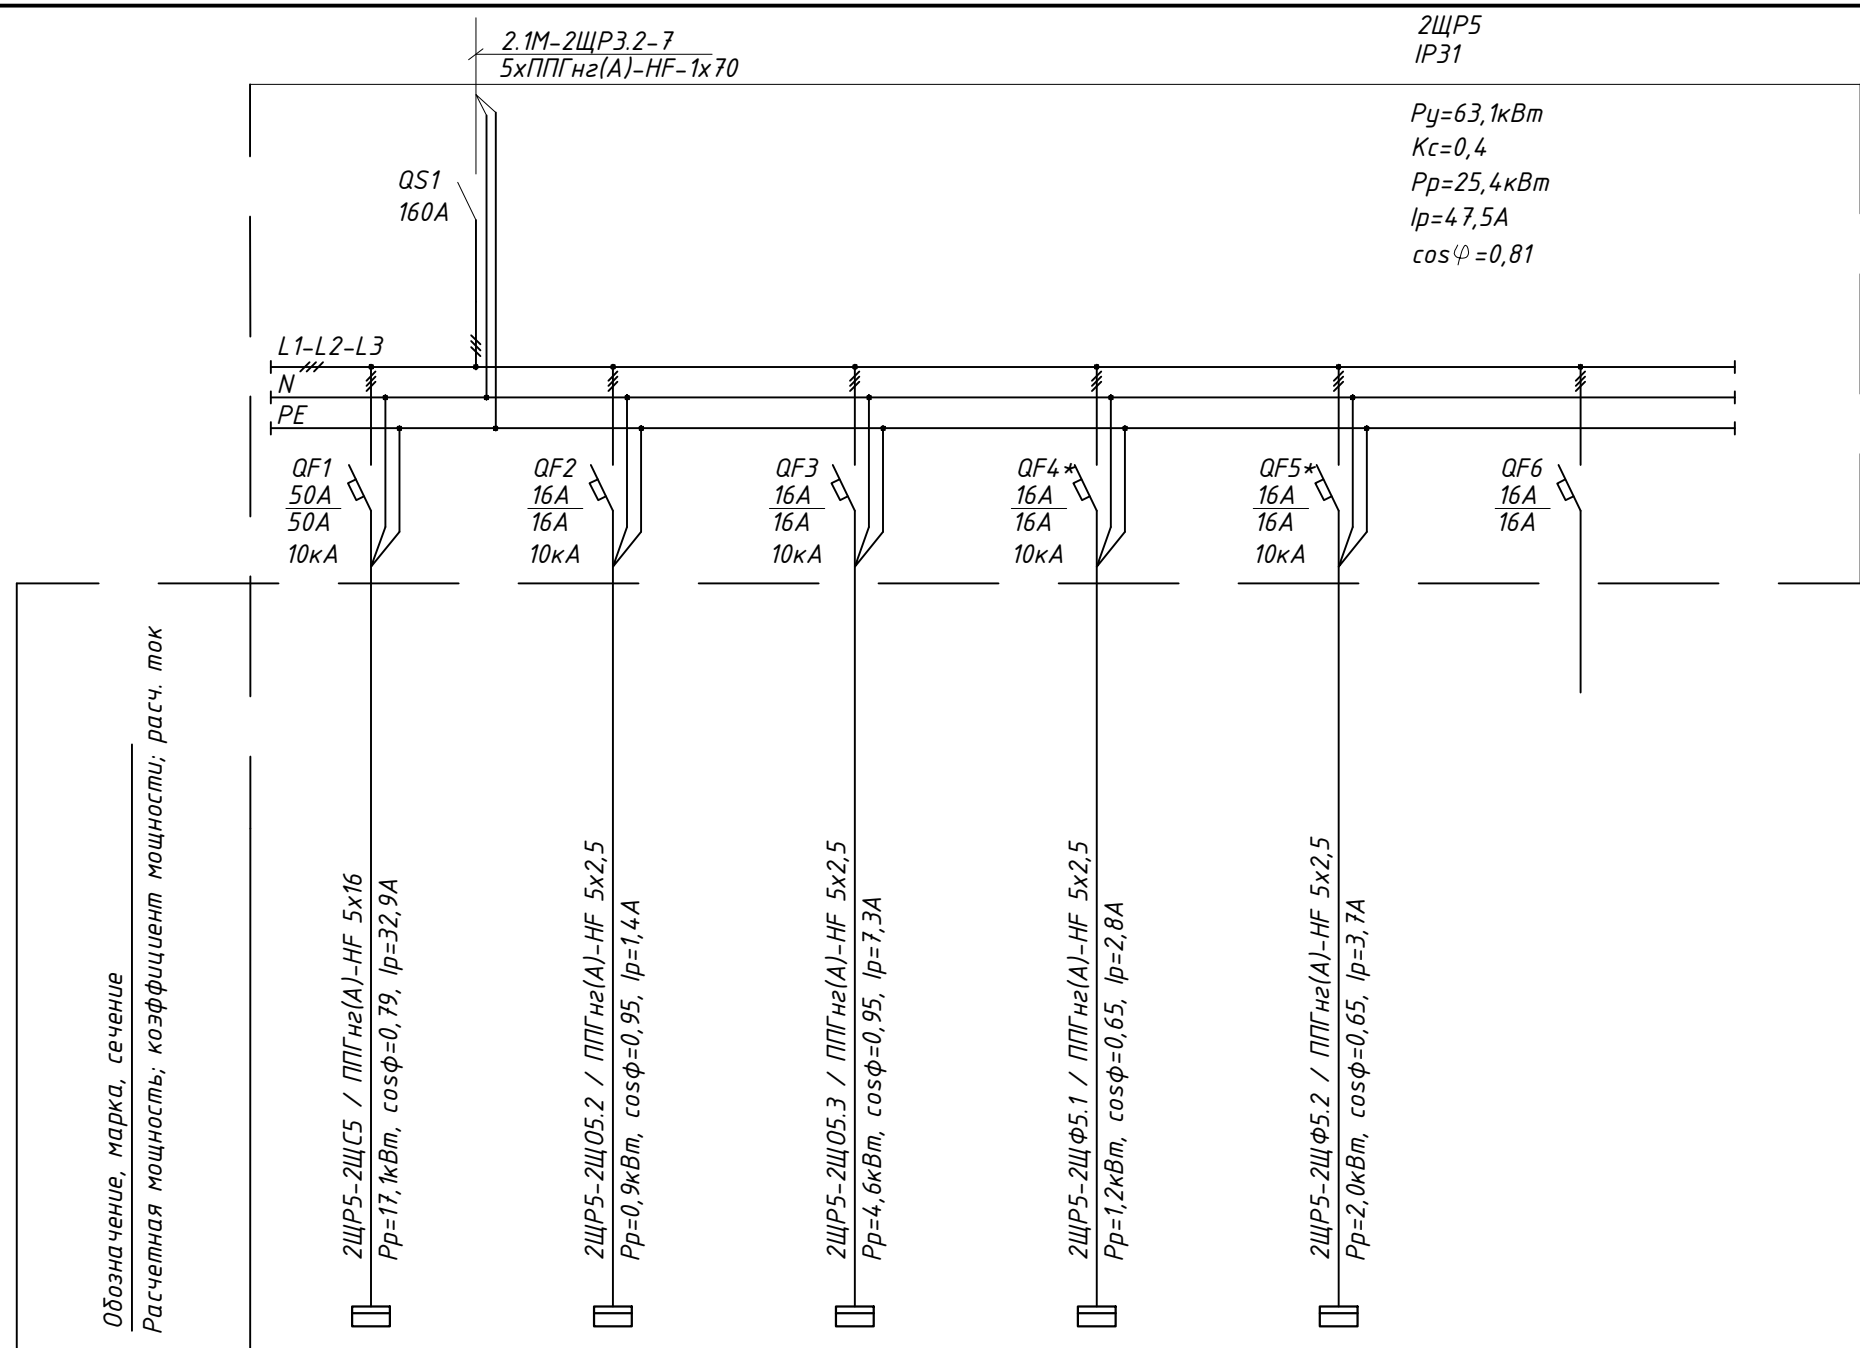 2.1М-2ЩР3.2-7
5хППГнг(А)-HF-1х70
2ЩР5
IP31
Ру=63,1кВт
Кс=0,4
Рр=25,4кВт
Iр=47,5А
cosφ=0,81
QS1
160А
L1-L2-L3
N
PE
QF1
50А
50А
10кА
QF2
16А
16А
10кА
QF3
16А
16А
10кА
QF4*
16А
16А
10кА
QF5*
16А
16А
10кА
QF6
16А
16А
Обозначение, марка, сечение
Расчетная мощность; коэффициент мощности; расч. ток
2ЩР5-2ЩС5 / ППГнг(А)-HF 5х16
Рр=17,1кВт, cosф=0,79, Iр=32,9А
2ЩР5-2ЩО5.2 / ППГнг(А)-HF 5х2,5
Рр=0,9кВт, cosф=0,95, Iр=1,4А
2ЩР5-2ЩО5.3 / ППГнг(А)-HF 5х2,5
Рр=4,6кВт, cosф=0,95, Iр=7,3А
2ЩР5-2ЩФ5.1 / ППГнг(А)-HF 5х2,5
Рр=1,2кВт, cosф=0,65, Iр=2,8А
2ЩР5-2ЩФ5.2 / ППГнг(А)-HF 5х2,5
Рр=2,0кВт, cosф=0,65, Iр=3,7А